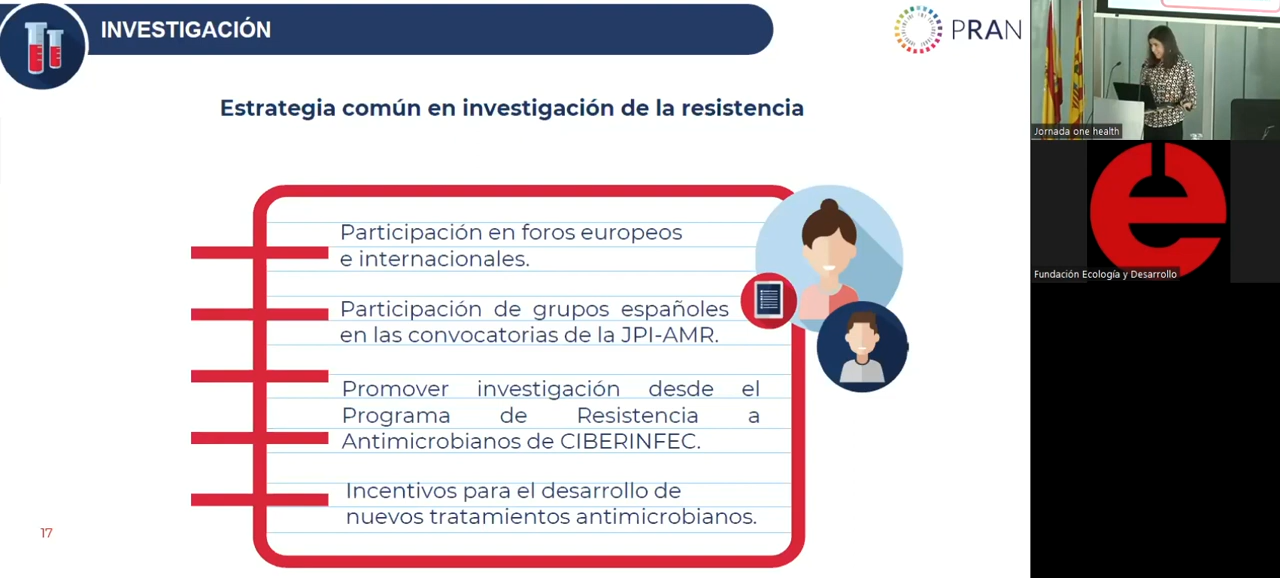 INVESTIGACIÓN
PRAN
Estrategia común en investigación de la resistencia
Participación en foros europeos
e internacionales.
Participación de grupos españoles
en las convocatorias de la JPI-AMR.
Promover investigación desde el
Programa de Resistencia a
Antimicrobianos de CIBERINFEC.
Incentivos para el desarrollo de
nuevos tratamientos antimicrobianos.
17
Jornada one health
e
Fundación Ecología y Desarrollo